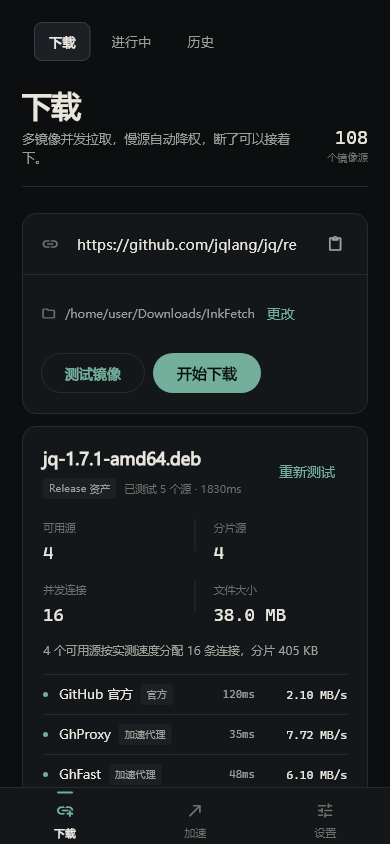 下载 进行中 历史
下载
多镜像并发拉取，慢源自动降权，断了可以接着
下。
108
个镜像源
https://github.com/jqlang/jq/re
/home/user/Downloads/InkFetch 更改
测试镜像 开始下载
jq-1.7.1-amd64.deb
重新测试
Release 资产 已测试 5 个源 · 1830ms
可用源 分片源
4 4
并发连接 文件大小
16 38.0 MB
4 个可用源按实测速度分配 16 条连接，分片 405 KB
GitHub 官方 官方 120ms 2.10 MB/s
GhProxy 加速代理 35ms 7.72 MB/s
GhFast 加速代理 48ms 6.10 MB/s
下载 加速 设置